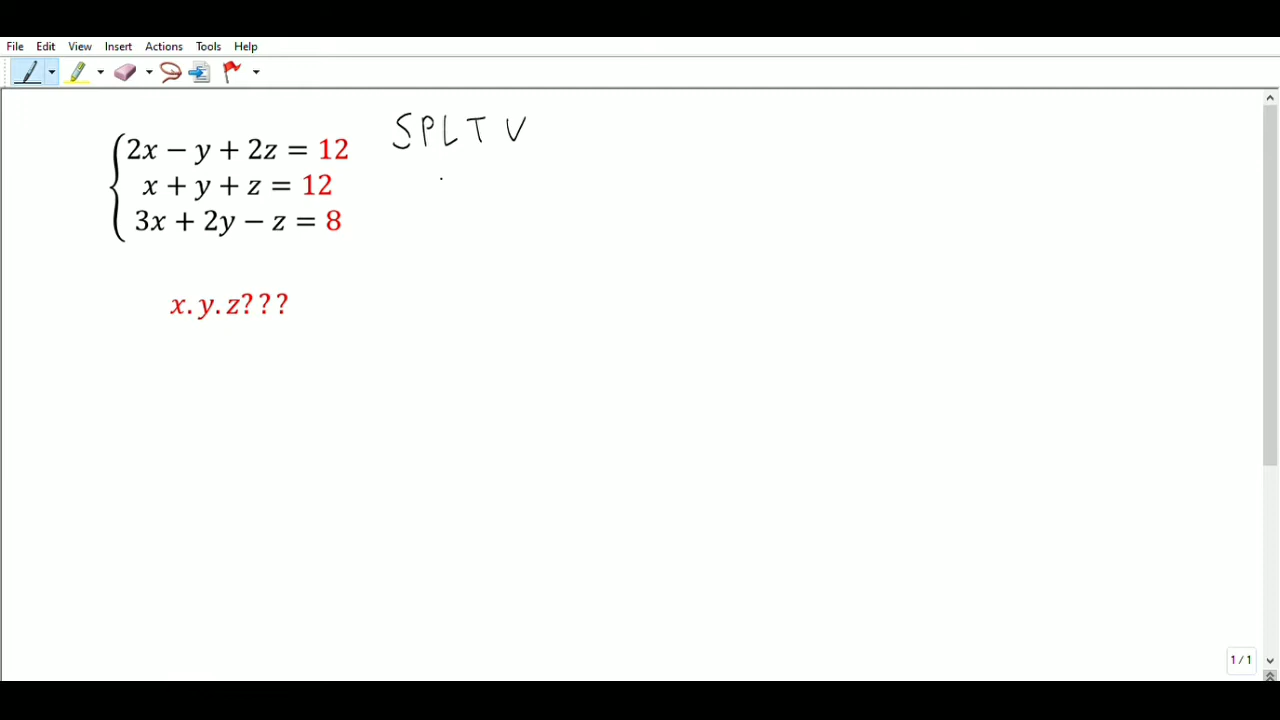 File Edit View Insert Actions Tools Help
2x − y + 2z = 12
x + y + z = 12
3x + 2y − z = 8
SPLTV
x. y. z???
1 / 1